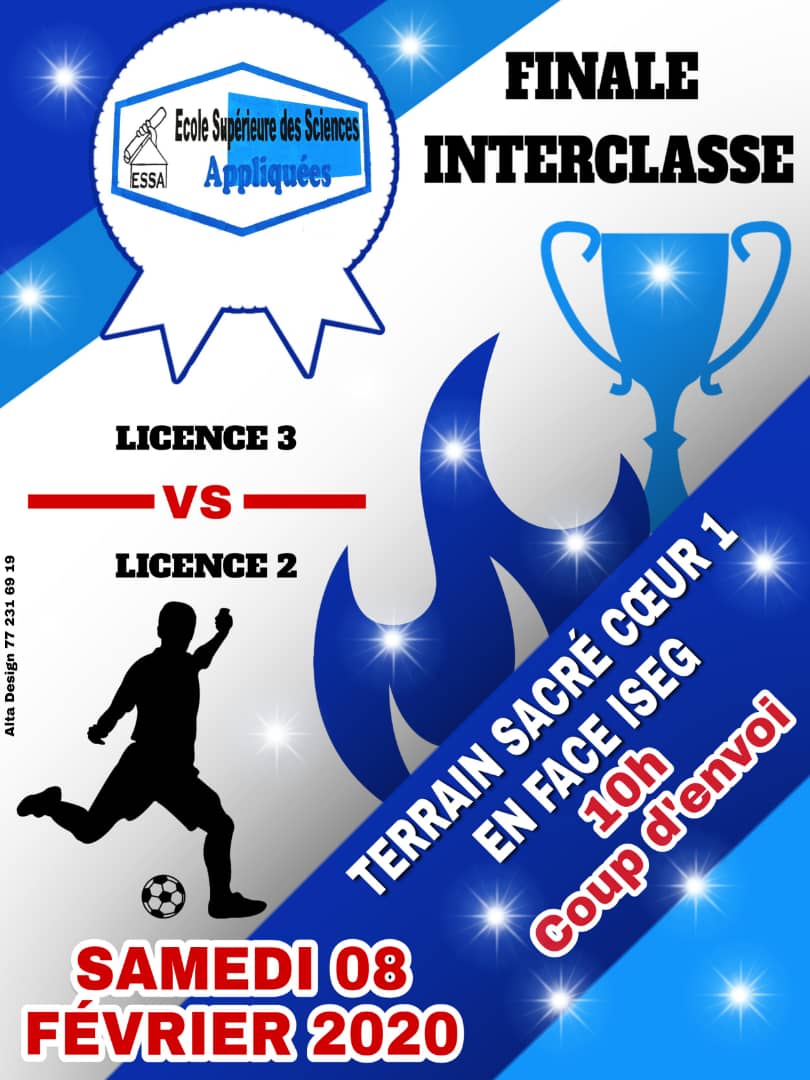 Ecole Supérieure des Sciences
Appliquées
ESSA
FINALE
INTERCLASSE
LICENCE 3
VS
LICENCE 2
Alta Design 77 231 69 19
TERRAIN SACRÉ CŒUR 1
EN FACE ISEG
10h
Coup d'envoi
SAMEDI 08
FÉVRIER 2020